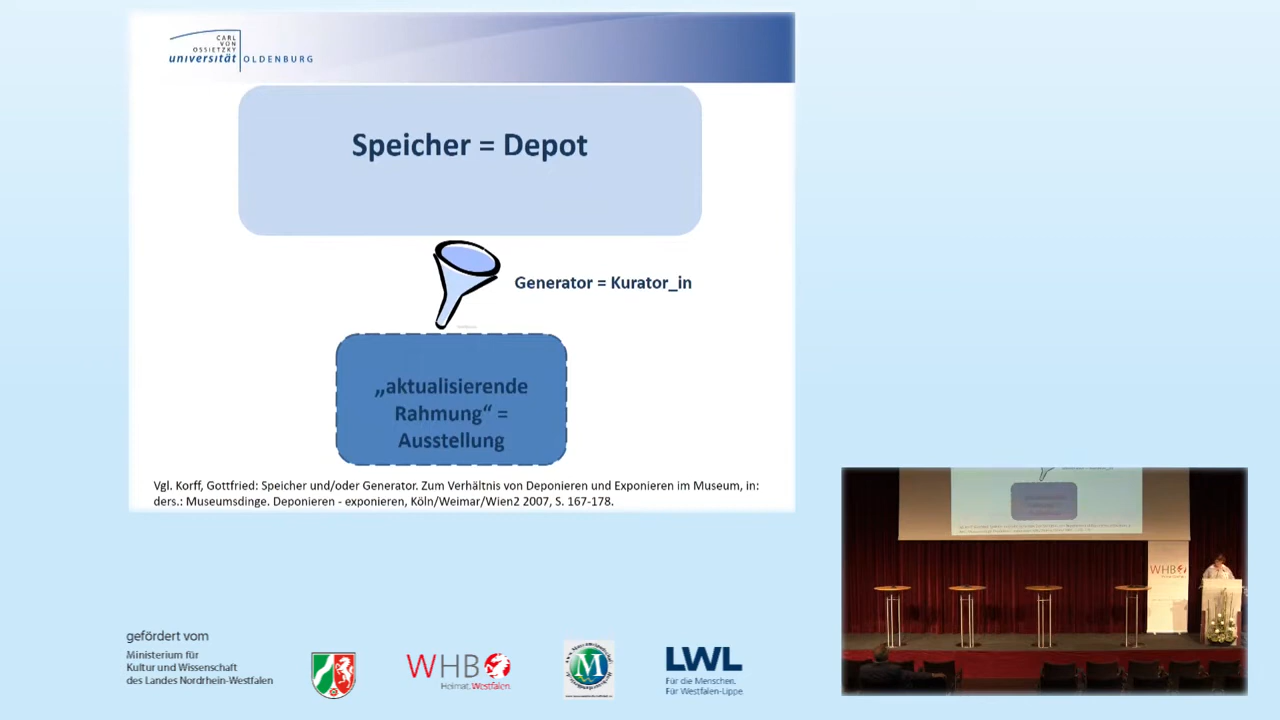 CARL
VON
OSSIETZKY
universität OLDENBURG
Speicher = Depot
Generator = Kurator_in
„aktualisierende
Rahmung“ =
Ausstellung
Vgl. Korff, Gottfried: Speicher und/oder Generator. Zum Verhältnis von Deponieren und Exponieren im Museum, in:
ders.: Museumsdinge. Deponieren - exponieren, Köln/Weimar/Wien2 2007, S. 167-178.
WHB
gefördert vom
Ministerium für
Kultur und Wissenschaft
des Landes Nordrhein-Westfalen
WHB
Heimat. Westfalen.
M
LWL
Für die Menschen.
Für Westfalen-Lippe.